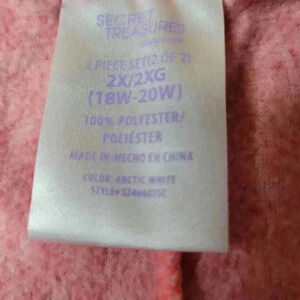 SECRET
TREASURES
2 PIECE SET(2 OF 2)
2X/2XG
(18W-20W)
100% POLYESTER/
POLIÉSTER
MADE IN/HECHO EN CHINA
COLOR: ARCTIC WHITE
STYLE#